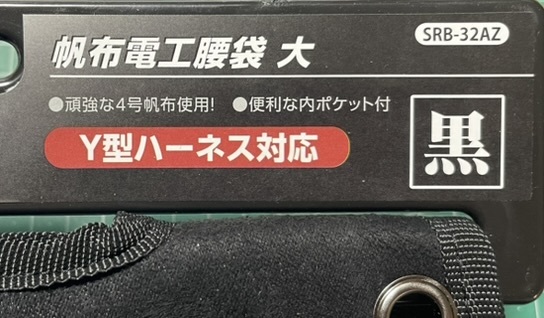 SRB-32AZ
帆布電工腰袋 大
●頑強な4号帆布使用! ●便利な内ポケット付
Y型ハーネス対応
黒